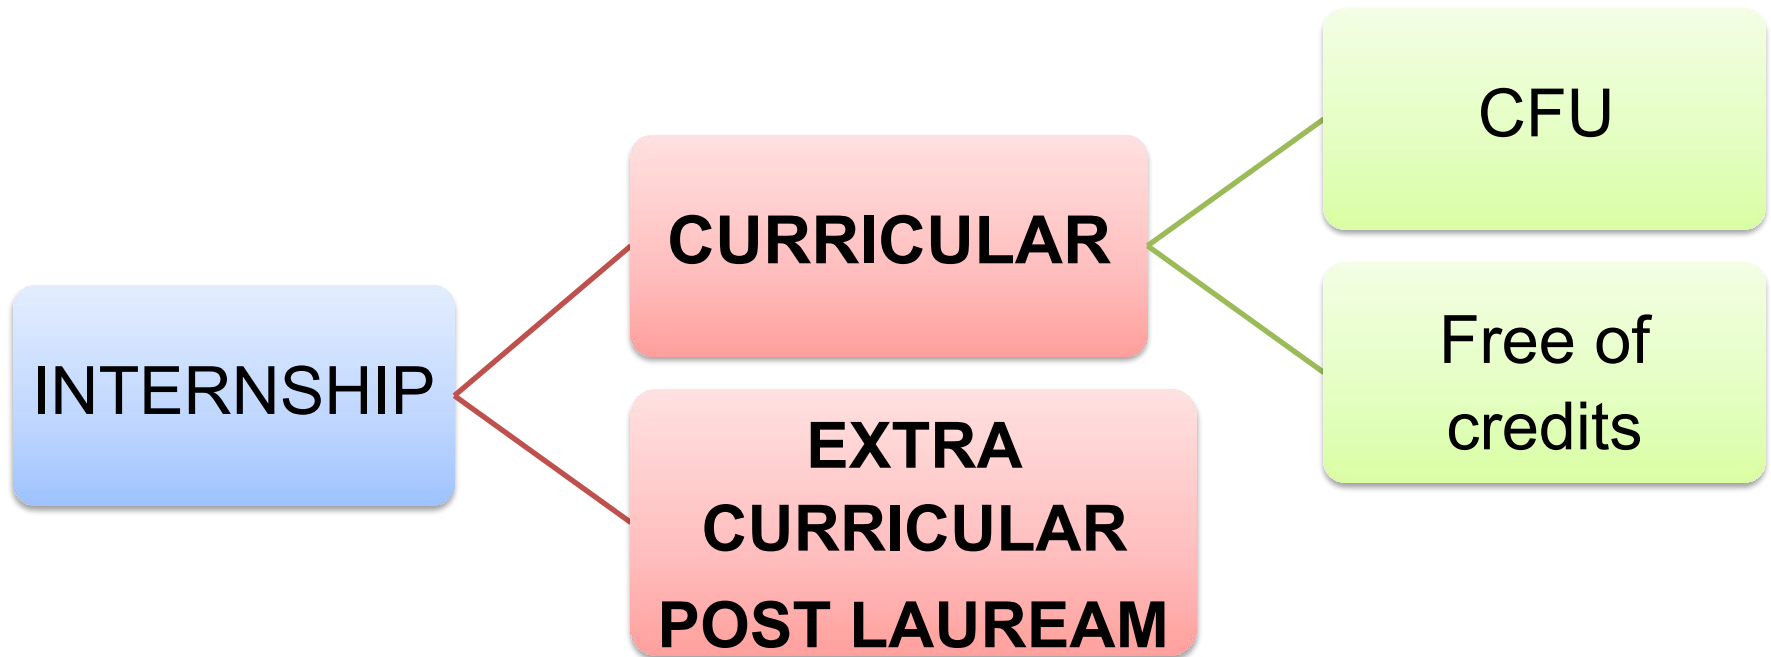 INTERNSHIP
CURRICULAR
EXTRA
CURRICULAR
POST LAUREAM
CFU
Free of
credits